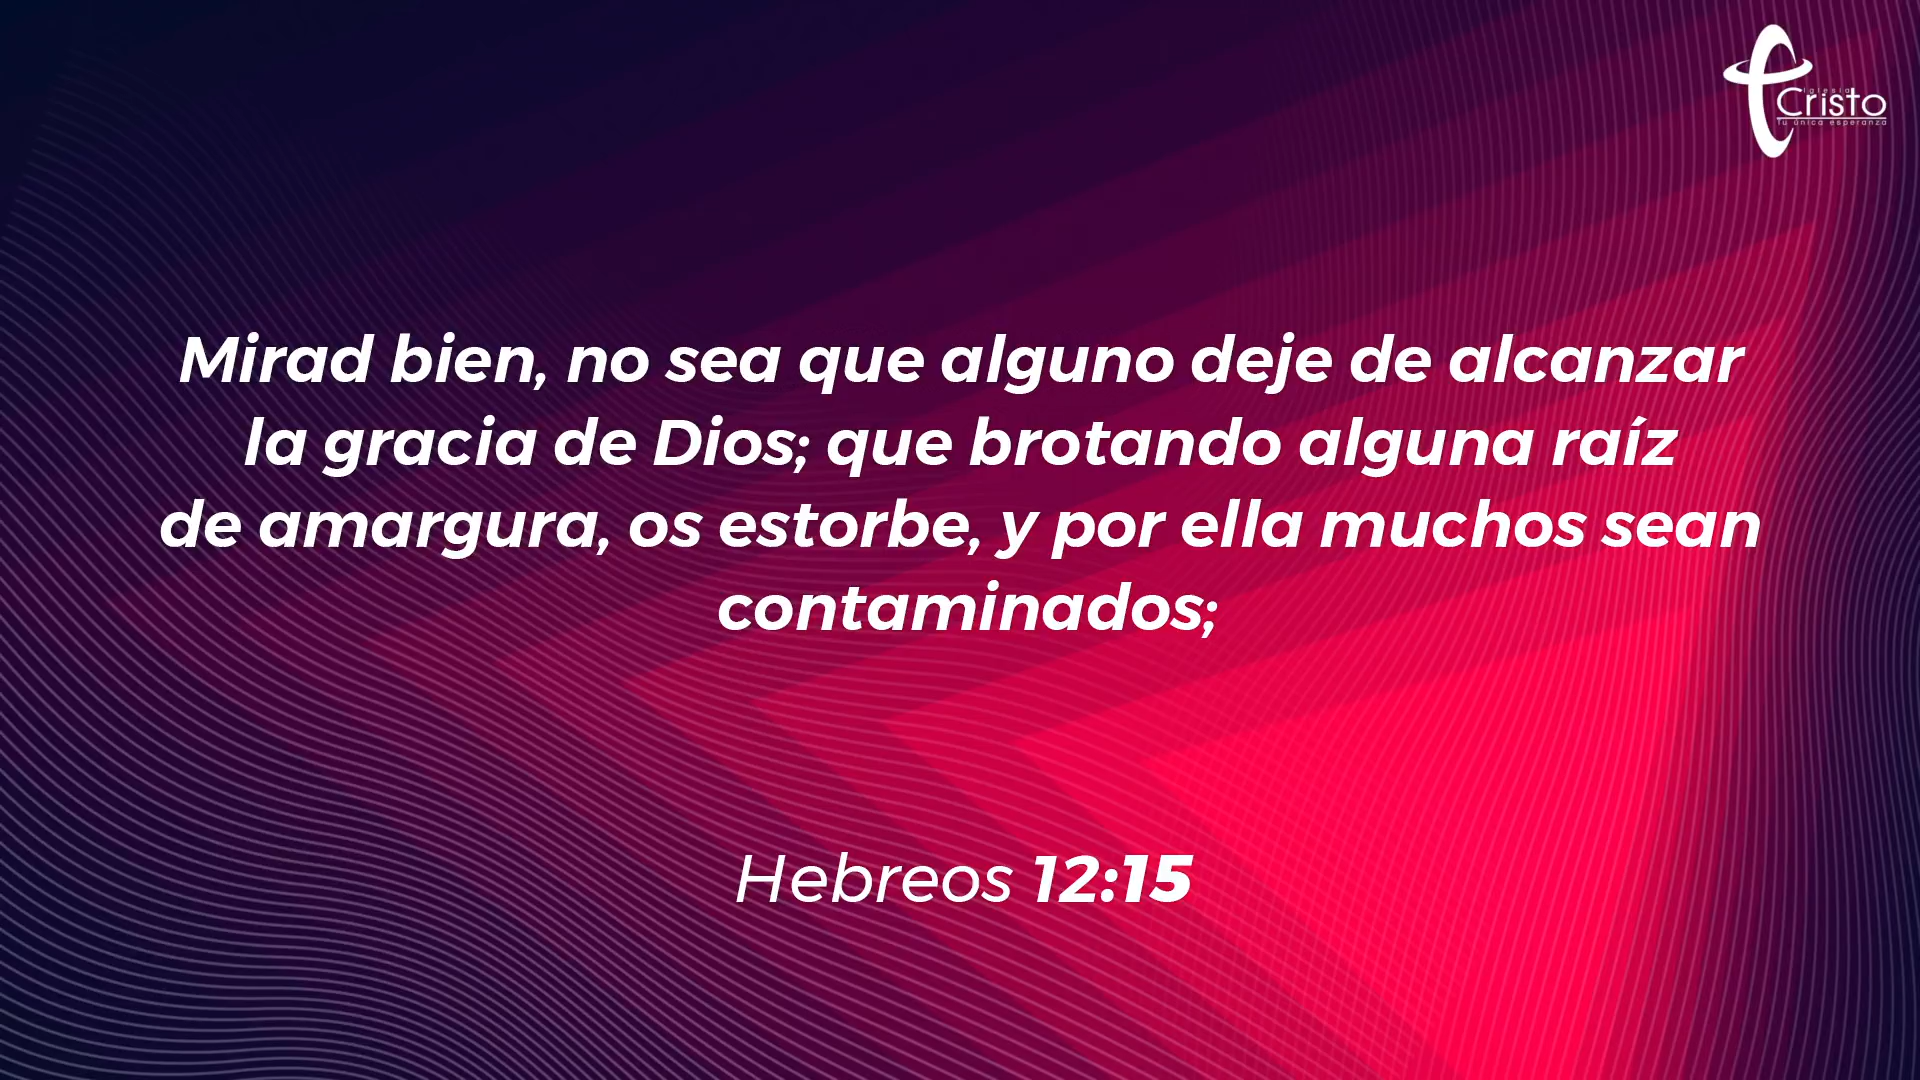 Iglesia
Cristo
Tu única esperanza
Mirad bien, no sea que alguno deje de alcanzar
la gracia de Dios; que brotando alguna raíz
de amargura, os estorbe, y por ella muchos sean
contaminados;
Hebreos 12:15